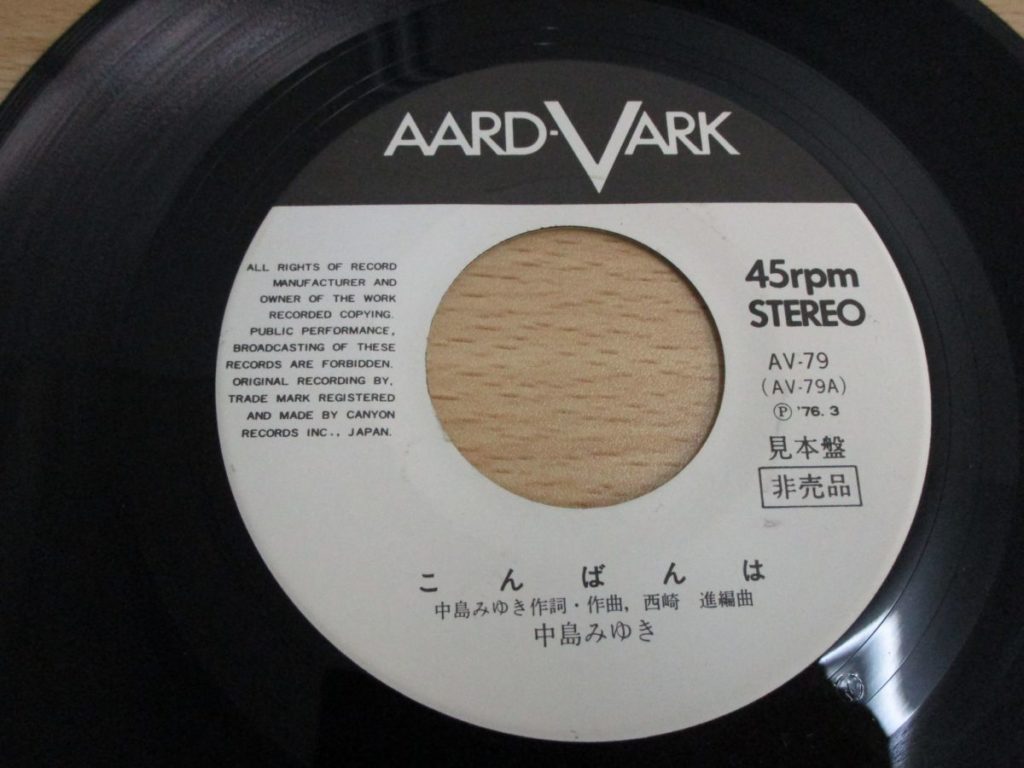 AARD-VARK
ALL RIGHTS OF RECORD
MANUFACTURER AND
OWNER OF THE WORK
RECORDED COPYING.
PUBLIC PERFORMANCE,
BROADCASTING OF THESE
RECORDS ARE FORBIDDEN.
ORIGINAL RECORDING BY,
TRADE MARK REGISTERED
AND MADE BY CANYON
RECORDS INC., JAPAN.
45rpm
STEREO
AV-79
(AV-79A)
Ⓟ '76. 3
見本盤
非売品
こんばんは
中島みゆき作詞・作曲, 西崎 進編曲
中島みゆき